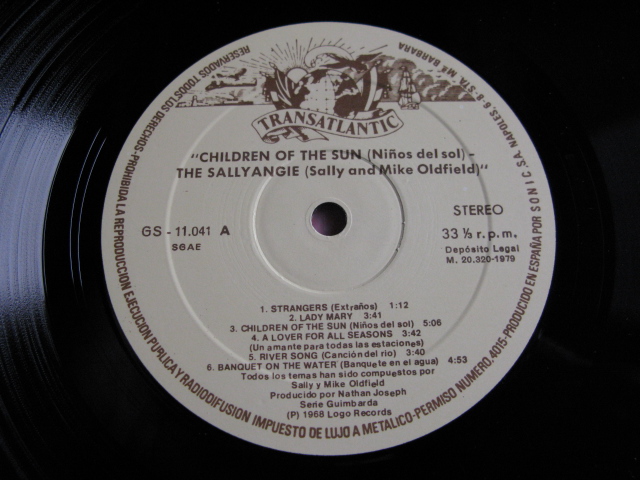 TRANSATLANTIC
"CHILDREN OF THE SUN (Niños del sol) -
THE SALLYANGIE (Sally and Mike Oldfield)"
GS - 11.041 A
SGAE
STEREO
33 ⅓ r.p.m.
Depósito Legal
M. 20.320-1979
1. STRANGERS (Extraños) 1:12
2. LADY MARY 3:41
3. CHILDREN OF THE SUN (Niños del sol) 5:06
4. A LOVER FOR ALL SEASONS 3:42
(Un amante para todas las estaciones)
5. RIVER SONG (Canción del rio) 3:40
6. BANQUET ON THE WATER (Banquete en el agua) 4:53
Todos los temas han sido compuestos por
Sally y Mike Oldfield
Producido por Nathan Joseph
Serie Guimbarda
(P) 1968 Logo Records
RESERVADOS TODOS LOS DERECHOS-PROHIBIDA LA REPRODUCCION EJECUCION PUBLICA Y RADIODIFUSION IMPUESTO DE LUJO A METALICO-PERMISO NUMERO. 4015-PRODUCIDO EN ESPAÑA POR SONIC S.A. NAPOLES, 6-8-STA. M. BARBARA